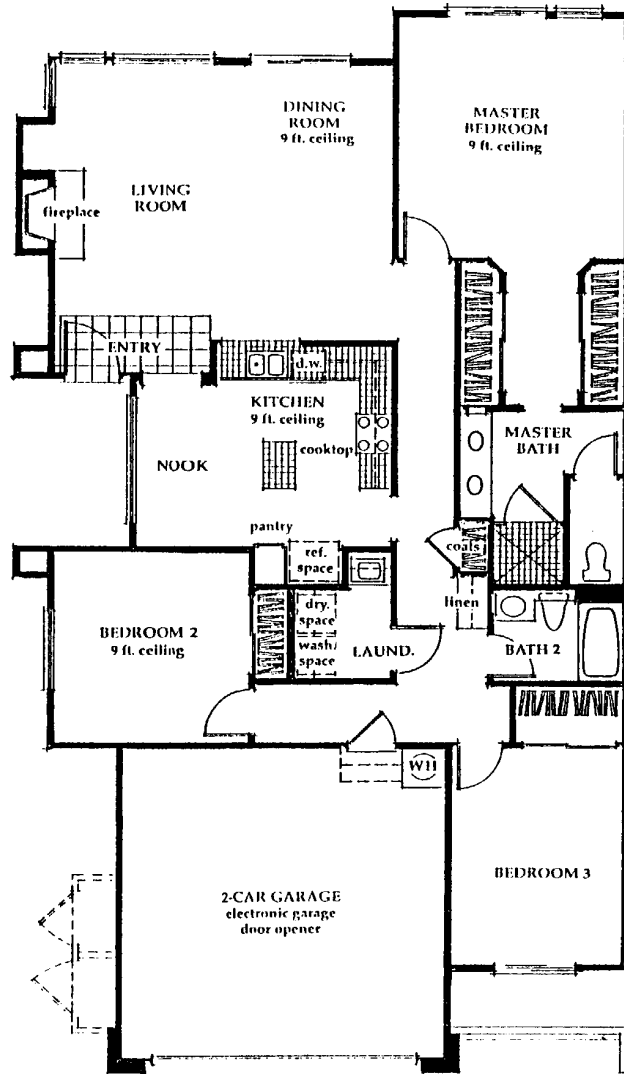 DINING
ROOM
9 ft. ceiling
MASTER
BEDROOM
9 ft. ceiling
LIVING
ROOM
fireplace
ENTRY
d.w.
KITCHEN
9 ft. ceiling
cooktop
NOOK
MASTER
BATH
pantry
ref.
space
coats
linen
dry.
space
wash/
space
LAUND.
BEDROOM 2
9 ft. ceiling
BATH 2
WH
BEDROOM 3
2-CAR GARAGE
electronic garage
door opener